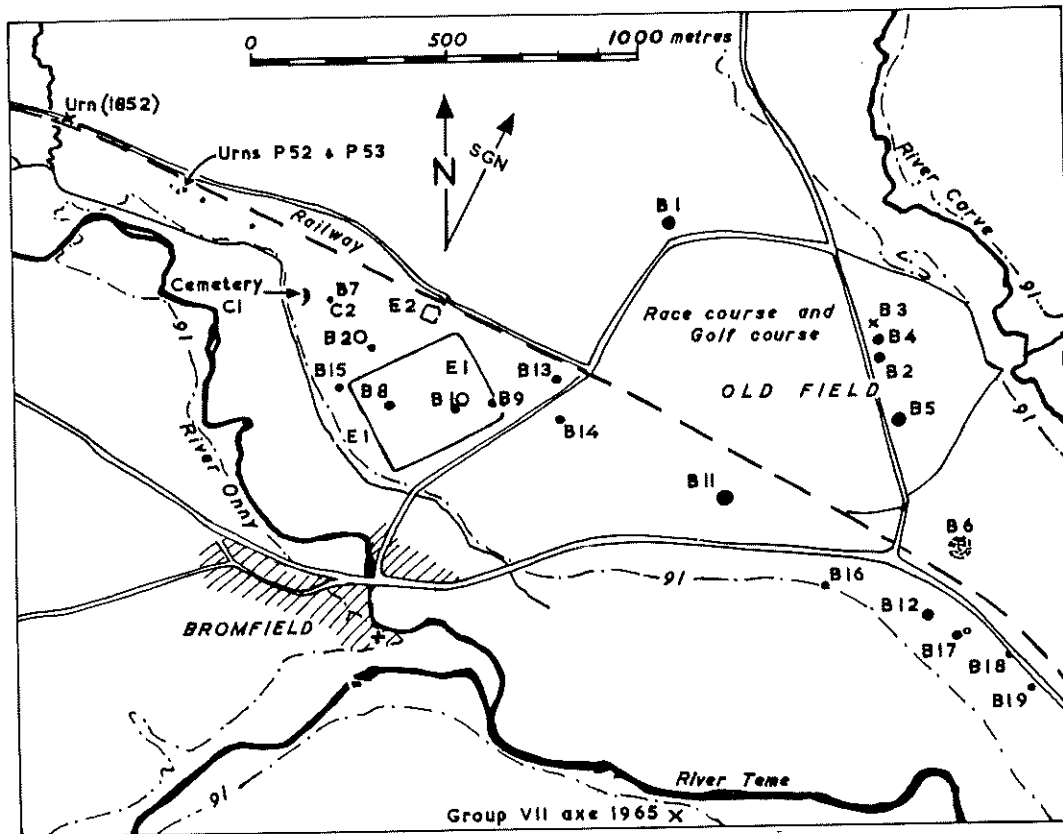 0 500 1000 metres
Urn (1852)
Urns P52 & P53
N
SGN
River Corve
B1
Railway
Cemetery
C1
B7
C2
E2
91
91
B3
Race course and
Golf course
B4
B20
E1
B2
B15
B13
OLD FIELD
91
B8
B10
B9
B5
E1
B14
River Onny
B11
B6
91
B16
B12
BROMFIELD
B17
B18
B19
River Teme
91
Group VII axe 1965